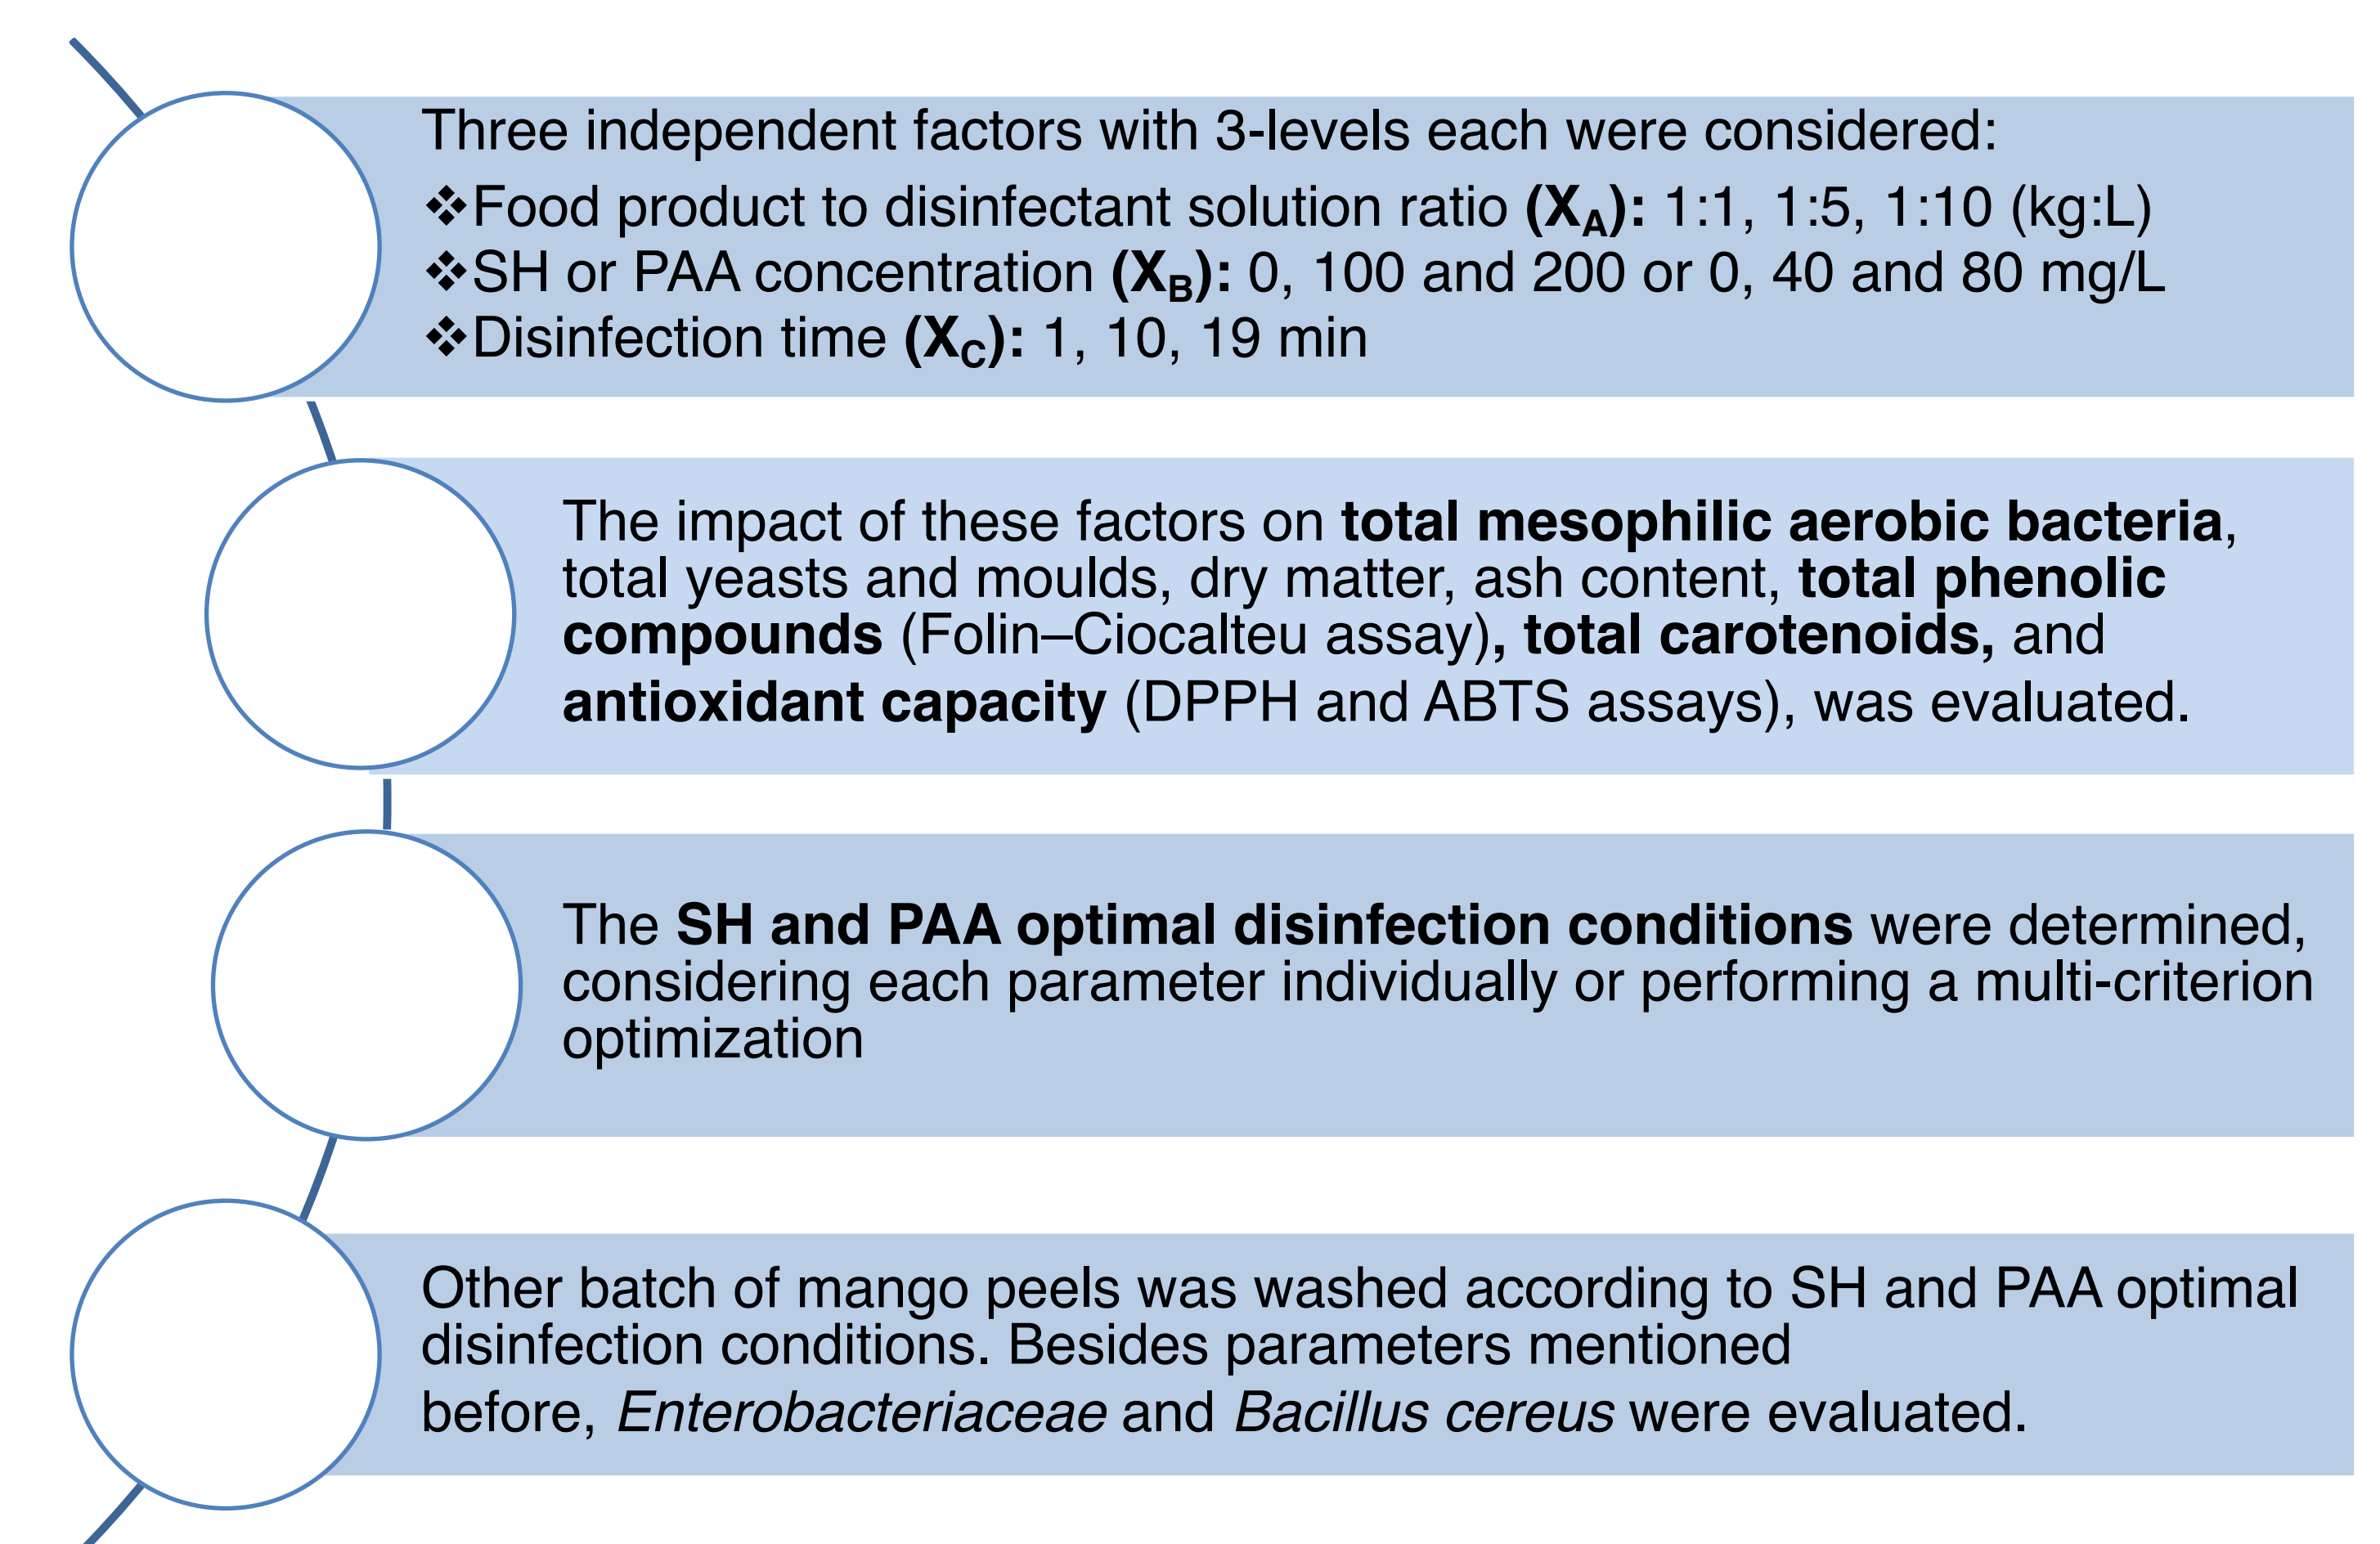 Three independent factors with 3-levels each were considered:
❖Food product to disinfectant solution ratio (XA): 1:1, 1:5, 1:10 (kg:L)
❖SH or PAA concentration (XB): 0, 100 and 200 or 0, 40 and 80 mg/L
❖Disinfection time (XC): 1, 10, 19 min
The impact of these factors on total mesophilic aerobic bacteria,
total yeasts and moulds, dry matter, ash content, total phenolic
compounds (Folin–Ciocalteu assay), total carotenoids, and
antioxidant capacity (DPPH and ABTS assays), was evaluated.
The SH and PAA optimal disinfection conditions were determined,
considering each parameter individually or performing a multi-criterion
optimization
Other batch of mango peels was washed according to SH and PAA optimal
disinfection conditions. Besides parameters mentioned
before, Enterobacteriaceae and Bacillus cereus were evaluated.